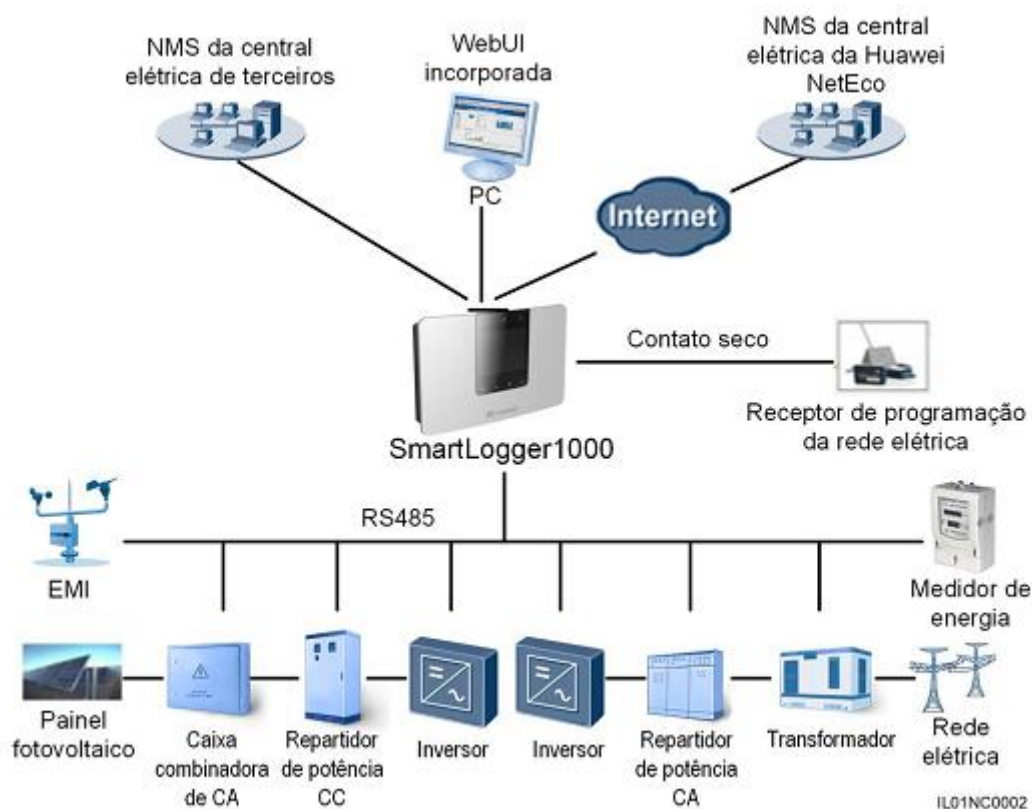 NMS da central
elétrica de terceiros
WebUI
incorporada
PC
NMS da central
elétrica da Huawei
NetEco
Internet
Contato seco
Receptor de programação
da rede elétrica
SmartLogger1000
RS485
EMI
Medidor de
energia
Painel
fotovoltaico
Caixa
combinadora
de CA
Repartidor
de potência
CC
Inversor
Inversor
Repartidor
de potência
CA
Transformador
Rede
elétrica
IL01NC0002